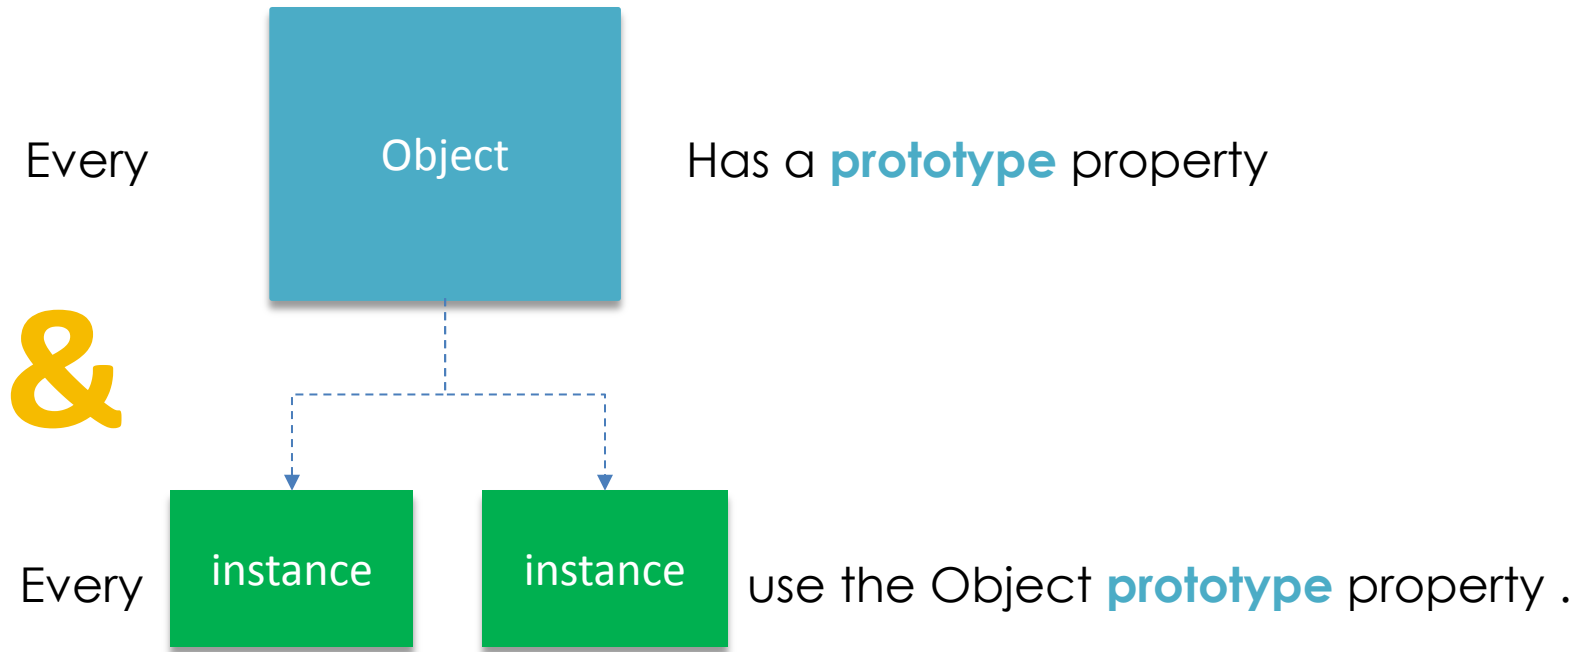 Every Object Has a prototype property
&
Every instance instance use the Object prototype property .